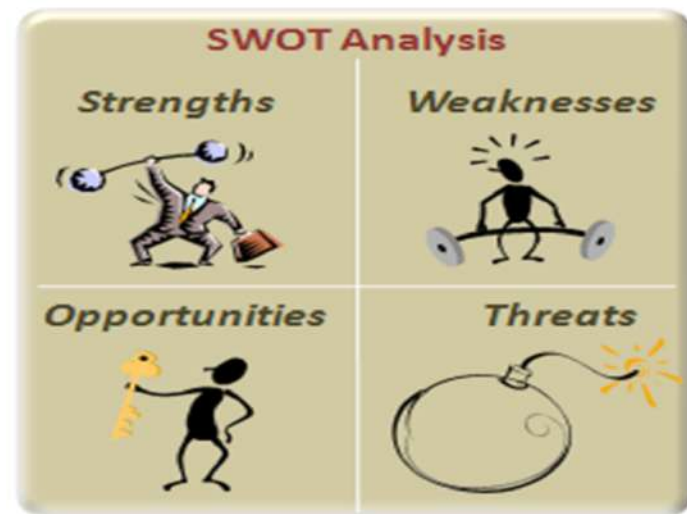 SWOT Analysis
Strengths
Weaknesses
Opportunities
Threats